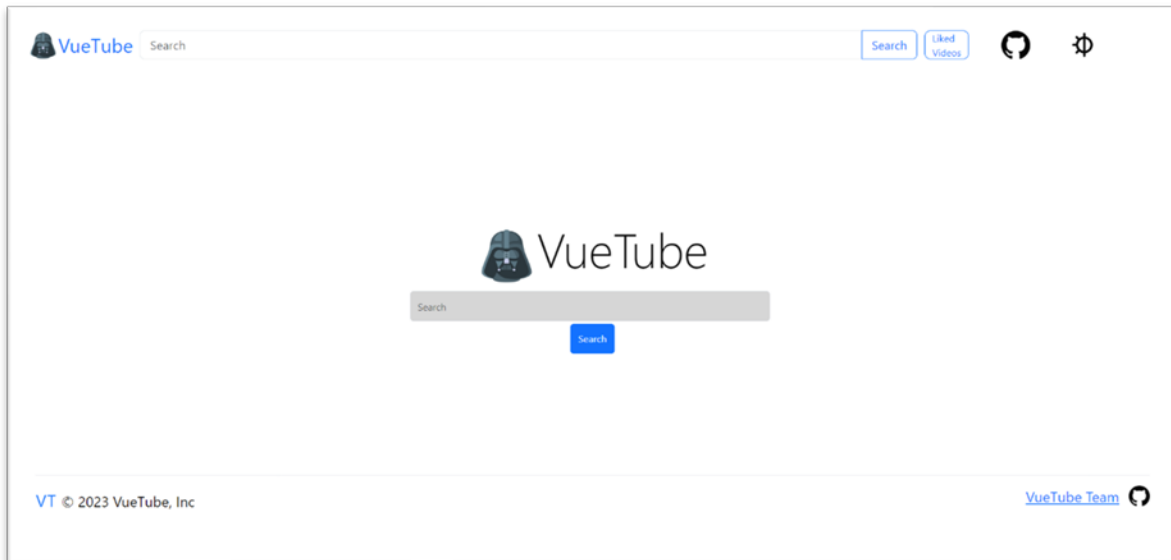 VueTube
Search
Search
Liked
Videos
VueTube
Search
Search
VT © 2023 VueTube, Inc
VueTube Team